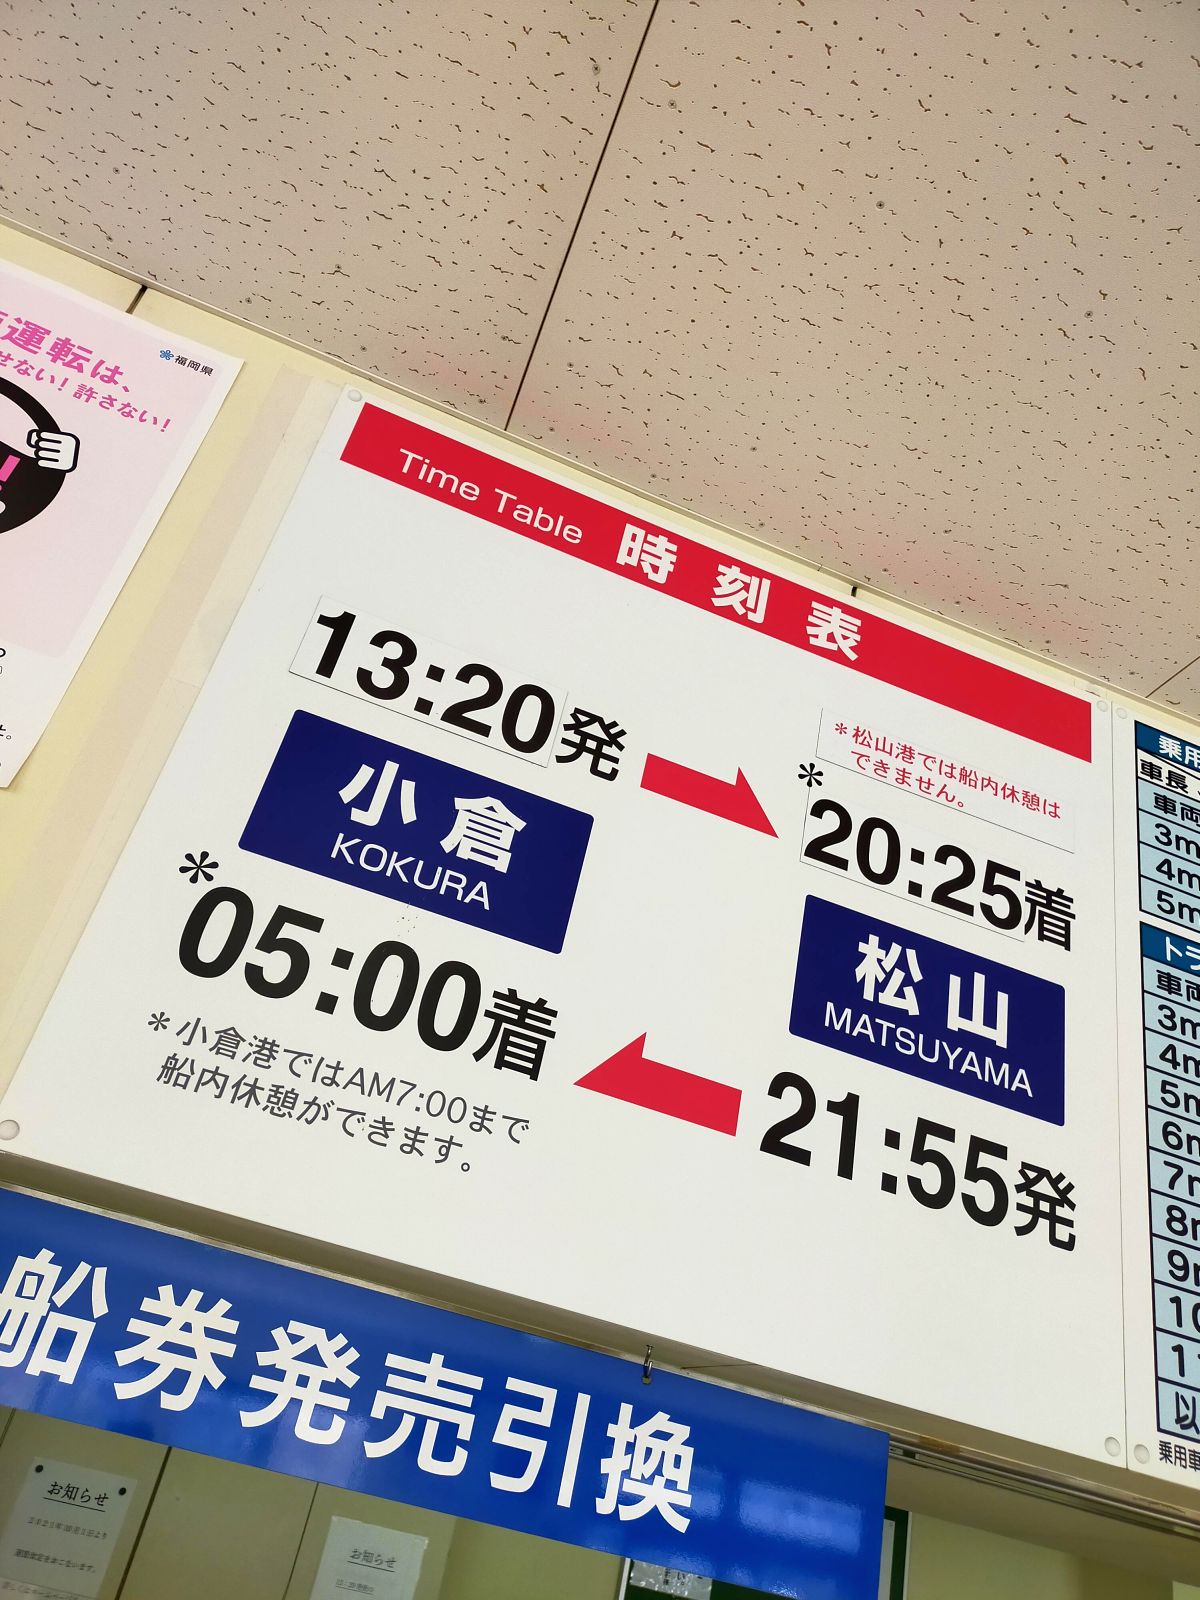 運転は、
せない！許さない！
福岡県
Time Table 時刻表
13:20発
小倉
KOKURA
*05:00着
*小倉港ではAM7:00まで
船内休憩ができます。
*松山港では船内休憩は
できません。
*20:25着
松山
MATSUYAMA
21:55発
船券発売引換
お知らせ
お知らせ
乗用
車長
車両
3m
4m
5m
トラ
車両
3m
4m
5m
6m
7m
8m
9m
10
11
以
乗用車